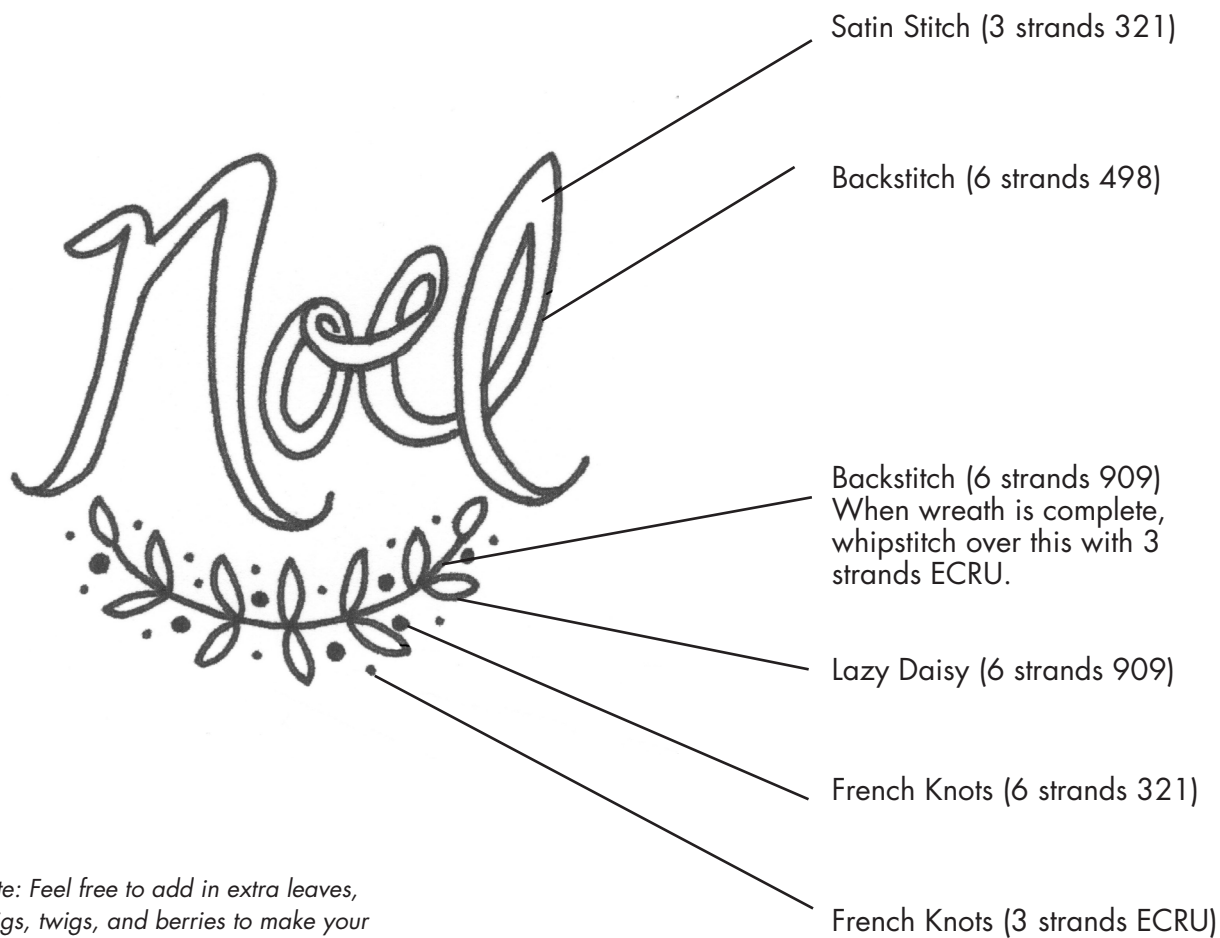 Satin Stitch (3 strands 321)
Backstitch (6 strands 498)
Noel
Backstitch (6 strands 909)
When wreath is complete,
whipstitch over this with 3
strands ECRU.
Lazy Daisy (6 strands 909)
French Knots (6 strands 321)
French Knots (3 strands ECRU)
Feel free to add in extra leaves,
twigs, and berries to make your